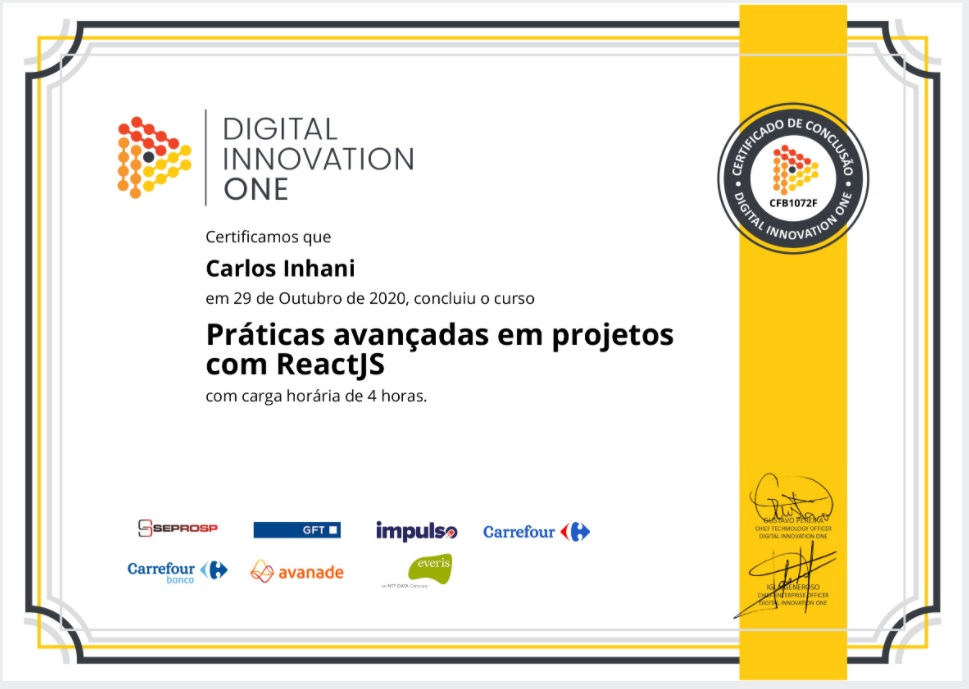 DIGITAL
INNOVATION
ONE
CERTIFICADO DE CONCLUSÃO
CFB1072F
DIGITAL INNOVATION ONE
Certificamos que
Carlos Inhani
em 29 de Outubro de 2020, concluiu o curso
Práticas avançadas em projetos
com ReactJS
com carga horária de 4 horas.
SEPROSP
GFT
impulso
Carrefour
Carrefour
banco
avanade
everis
an NTT DATA Company
GUSTAVO PEREIRA
CHIEF TECHNOLOGY OFFICER
DIGITAL INNOVATION ONE
GENEROSO
CHIEF ENTERPRISE OFFICER
DIGITAL INNOVATION ONE